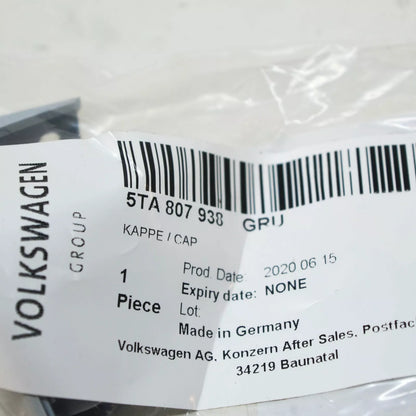 VOLKSWAGEN
GROUP
5TA 807 938 GRU
KAPPE / CAP
1
Piece
Prod. Date: 2020 06 15
Expiry date: NONE
Lot:
Made in Germany
Volkswagen AG, Konzern After Sales, Postfac
34219 Baunatal